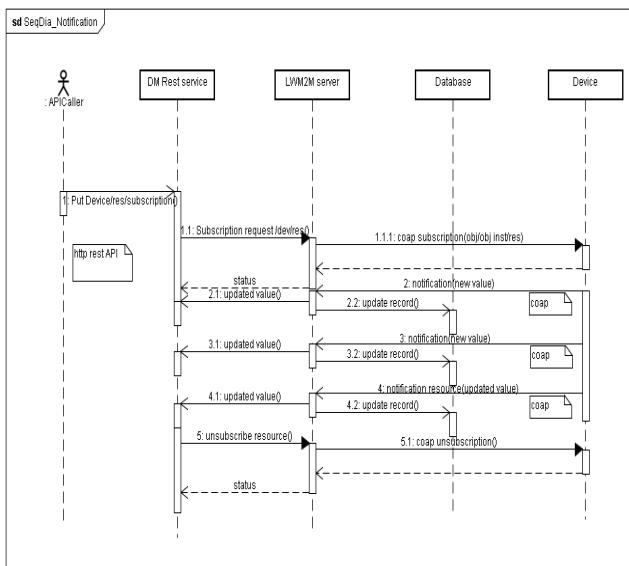 sd SeqDia_Notification
: APICaller
DM Rest service
LWM2M server
Database
Device
1: Put Device/res/subscription()
1.1: Subscription request /dev/res()
1.1.1: coap subscription(obj/obj inst/res)
http rest API
status
2: notification(new value)
2.1: updated value()
2.2: update record()
coap
3: notification(new value)
3.1: updated value()
3.2: update record()
coap
4: notification resource(updated value)
4.1: updated value()
4.2: update record()
coap
5: unsubscribe resource()
5.1: coap unsubscription()
status